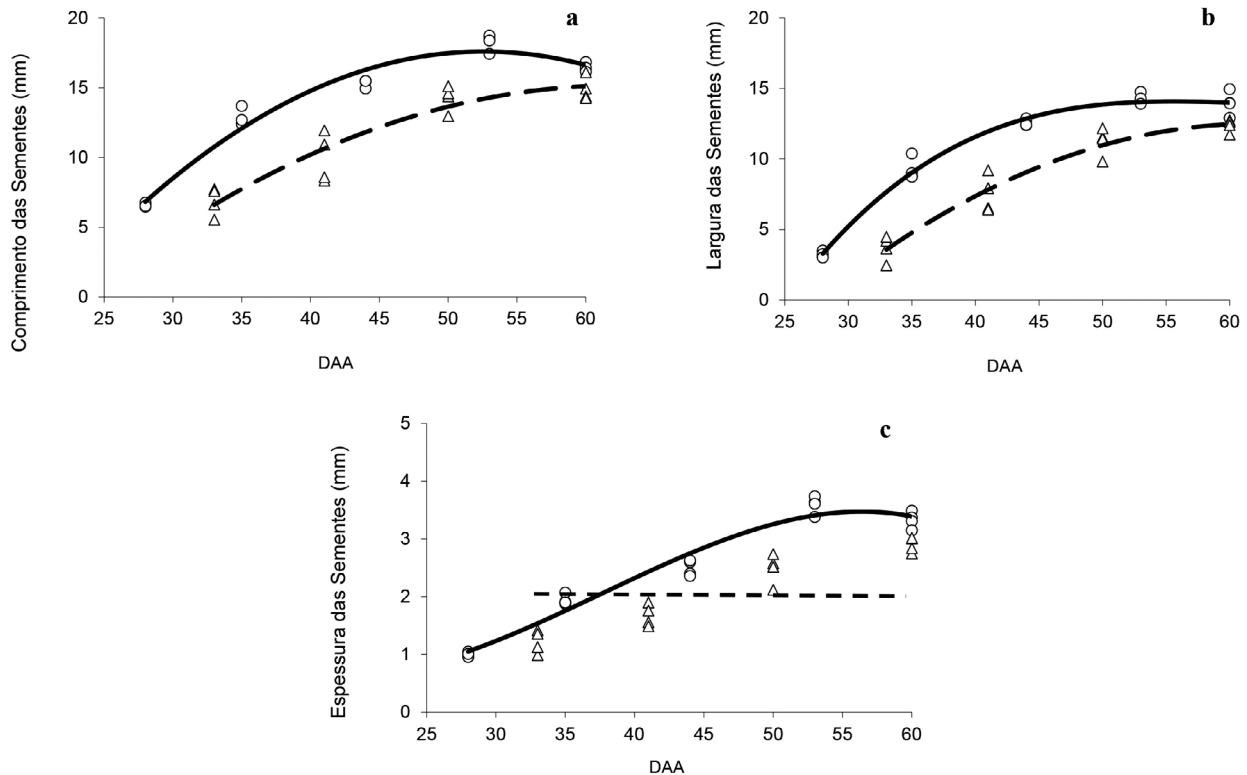 a
Comprimento das Sementes (mm)
20
15
10
5
0
25 30 35 40 45 50 55 60
DAA
b
Largura das Sementes (mm)
20
15
10
5
0
25 30 35 40 45 50 55 60
DAA
c
Espessura das Sementes (mm)
5
4
3
2
1
0
25 30 35 40 45 50 55 60
DAA